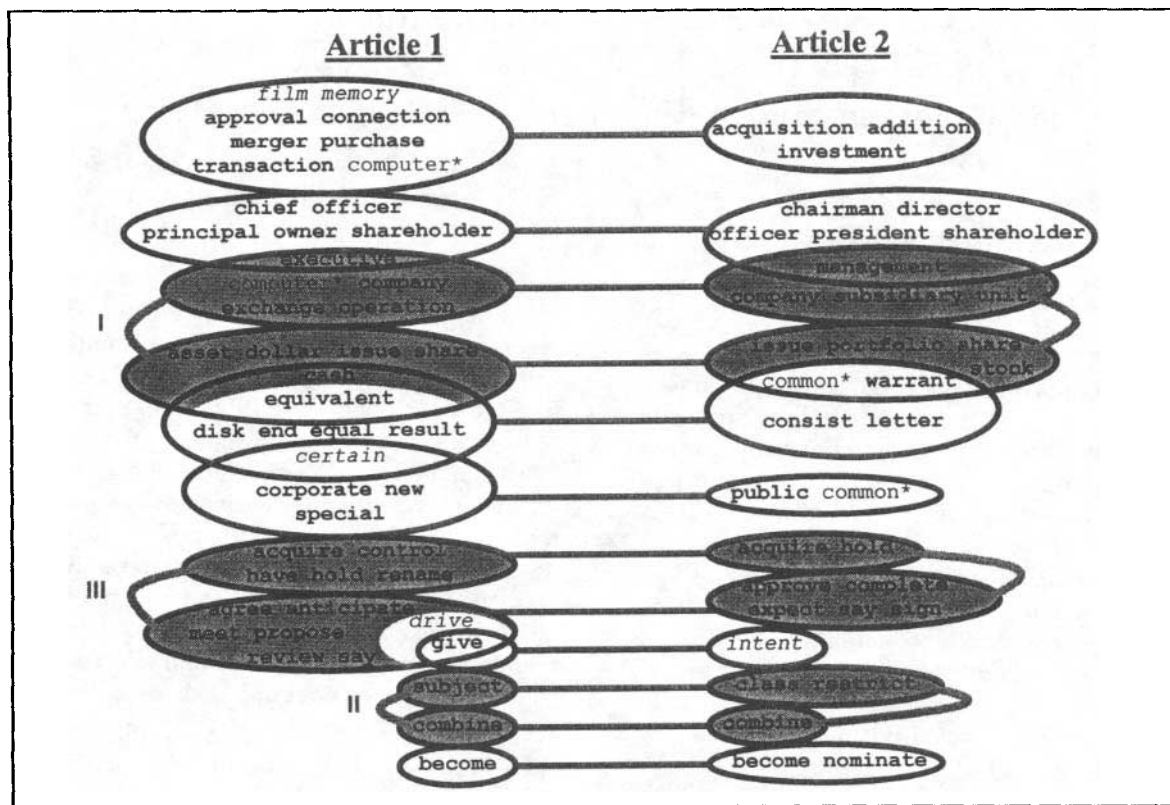 Article 1
Article 2
film memory
approval connection
merger purchase
transaction computer*
acquisition addition
investment
chief officer
principal owner shareholder
executive
chairman director
officer president shareholder
management
computer* company
exchange operation
company subsidiary unit
I
asset dollar issue share
cash
equivalent
issue portfolio share
stock
common* warrant
disk end equal result
consist letter
certain
corporate new
special
public common*
acquire control
have hold rename
acquire hold
III
agree anticipate
meet propose
review say
drive
give
approve complete
expect say sign
intent
subject
class restrict
II
combine
combine
become
become nominate